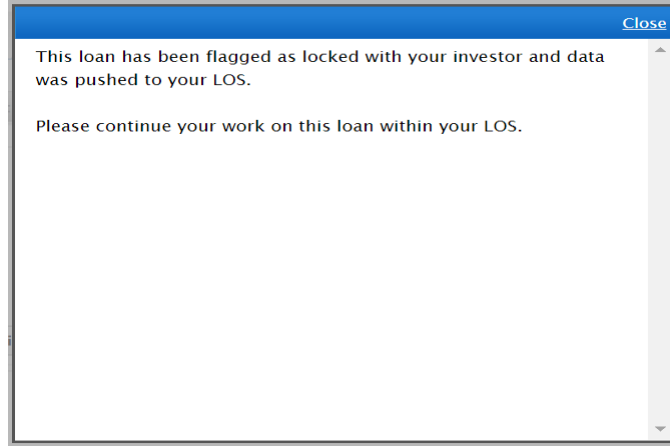 Close
This loan has been flagged as locked with your investor and data
was pushed to your LOS.
Please continue your work on this loan within your LOS.